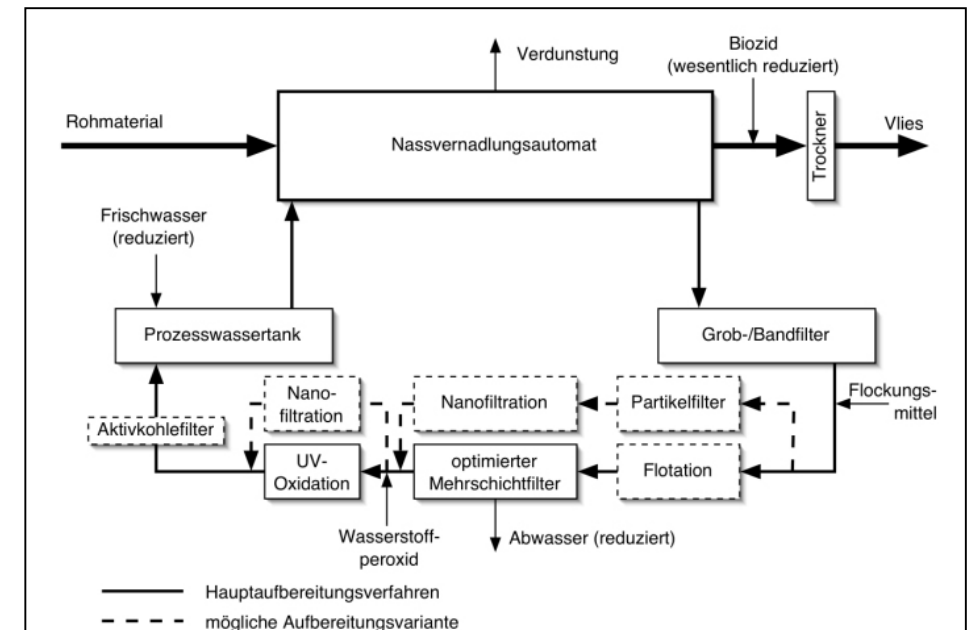 Verdunstung
Biozid
(wesentlich reduziert)
Rohmaterial
Nassvernadlungsautomat
Trockner
Vlies
Frischwasser
(reduziert)
Prozesswassertank
Grob-/Bandfilter
Nano-
filtration
Nanofiltration
Partikelfilter
Flockungs-
mittel
Aktivkohlefilter
UV-
Oxidation
optimierter
Mehrschichtfilter
Flotation
Wasserstoff-
peroxid
Abwasser (reduziert)
Hauptaufbereitungsverfahren
mögliche Aufbereitungsvariante